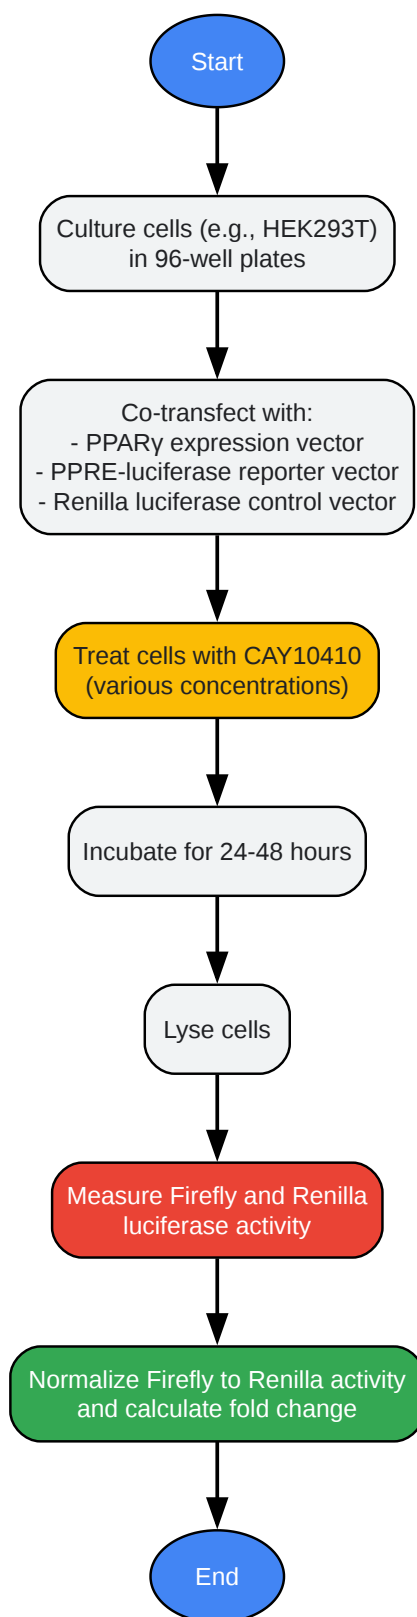 Start
Culture cells (e.g., HEK293T)
in 96-well plates
Co-transfect with:
- PPARγ expression vector
- PPRE-luciferase reporter vector
- Renilla luciferase control vector
Treat cells with CAY10410
(various concentrations)
Incubate for 24-48 hours
Lyse cells
Measure Firefly and Renilla
luciferase activity
Normalize Firefly to Renilla activity
and calculate fold change
End